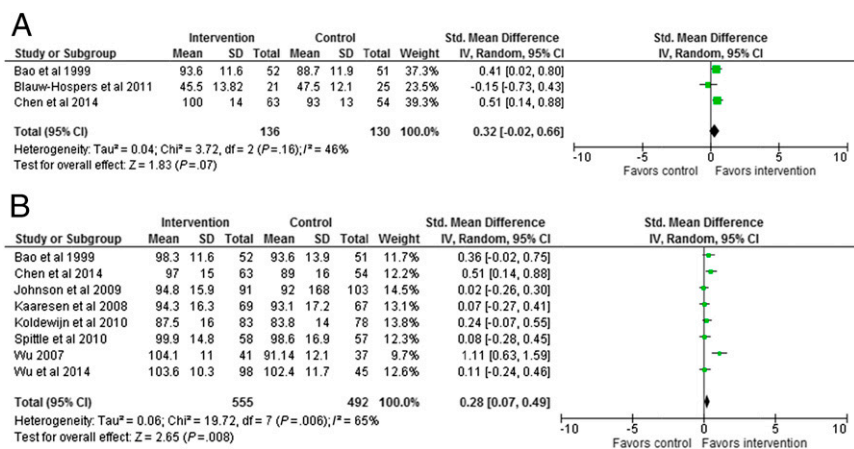 A
Intervention Control Std. Mean Difference Std. Mean Difference
Study or Subgroup Mean SD Total Mean SD Total Weight IV, Random, 95% CI IV, Random, 95% CI
Bao et al 1999 93.6 11.6 52 88.7 11.9 51 37.3% 0.41 [0.02, 0.80]
Blauw-Hospers et al 2011 45.5 13.82 21 47.5 12.1 25 23.5% -0.15 [-0.73, 0.43]
Chen et al 2014 100 14 63 93 13 54 39.3% 0.51 [0.14, 0.88]
Total (95% CI) 136 130 100.0% 0.32 [-0.02, 0.66]
Heterogeneity: Tau² = 0.04; Chi² = 3.72, df = 2 (P=.16); I² = 46%
Test for overall effect: Z = 1.83 (P=.07)
-10 -5 0 5 10
Favors control Favors intervention
B
Intervention Control Std. Mean Difference Std. Mean Difference
Study or Subgroup Mean SD Total Mean SD Total Weight IV, Random, 95% CI IV, Random, 95% CI
Bao et al 1999 98.3 11.6 52 93.6 13.9 51 11.7% 0.36 [-0.02, 0.75]
Chen et al 2014 97 15 63 89 16 54 12.2% 0.51 [0.14, 0.88]
Johnson et al 2009 94.8 15.9 91 92 168 103 14.4% 0.02 [-0.26, 0.30]
Kaaresen et al 2008 94.3 16.3 69 93.1 17.2 67 13.1% 0.07 [-0.27, 0.41]
Koldewijn et al 2010 87.5 16 83 83.8 14 78 13.8% 0.24 [-0.07, 0.55]
Spittle et al 2010 99.9 14.8 58 98.6 16.9 57 12.4% 0.08 [-0.28, 0.45]
Wu 2007 104.1 11 41 91.14 12.1 37 9.7% 1.11 [0.63, 1.59]
Wu et al 2014 103.6 10.3 98 102.4 11.7 45 12.6% 0.11 [-0.24, 0.46]
Total (95% CI) 555 492 100.0% 0.28 [0.07, 0.49]
Heterogeneity: Tau² = 0.06; Chi² = 19.72, df = 7 (P=.006); I² = 65%
Test for overall effect: Z = 2.65 (P=.008)
-10 -5 0 5 10
Favors control Favors intervention